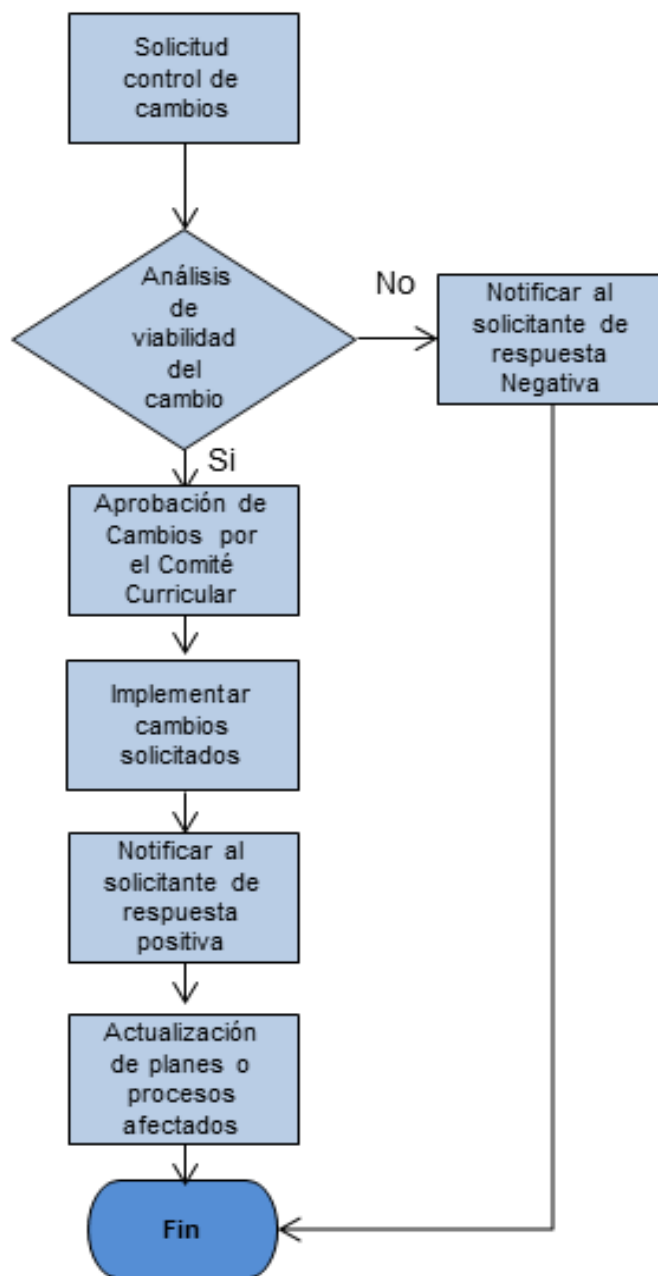 Solicitud
control de
cambios
Análisis
de
viabilidad
del
cambio
No
Notificar al
solicitante de
respuesta
Negativa
Si
Aprobación de
Cambios por
el Comité
Curricular
Implementar
cambios
solicitados
Notificar al
solicitante de
respuesta
positiva
Actualización
de planes o
procesos
afectados
Fin